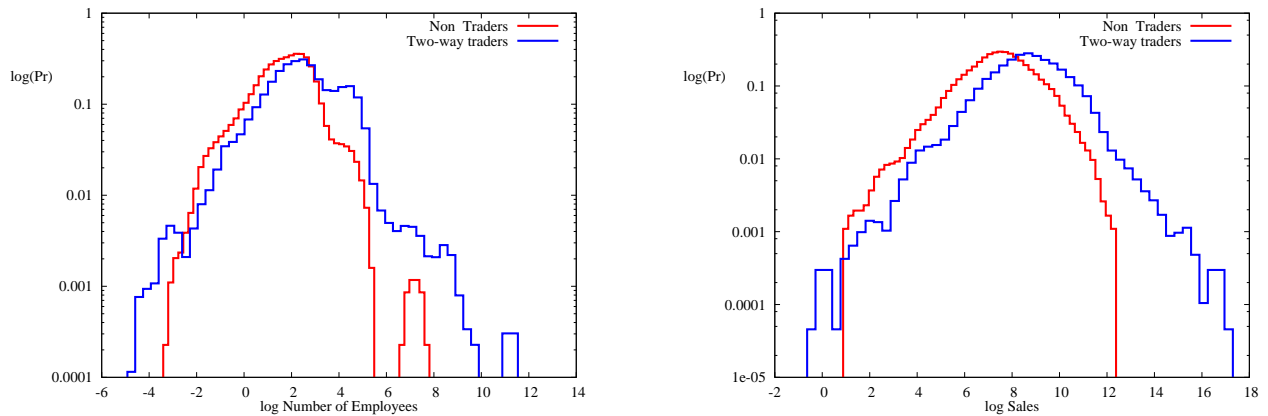 1
Non Traders
Two-way traders
log(Pr)
0.1
0.01
0.001
0.0001
-6 -4 -2 0 2 4 6 8 10 12 14
log Number of Employees
1
Non Traders
Two-way traders
log(Pr)
0.1
0.01
0.001
0.0001
1e-05
0 2 4 6 8 10 12 14 16 18
log Sales